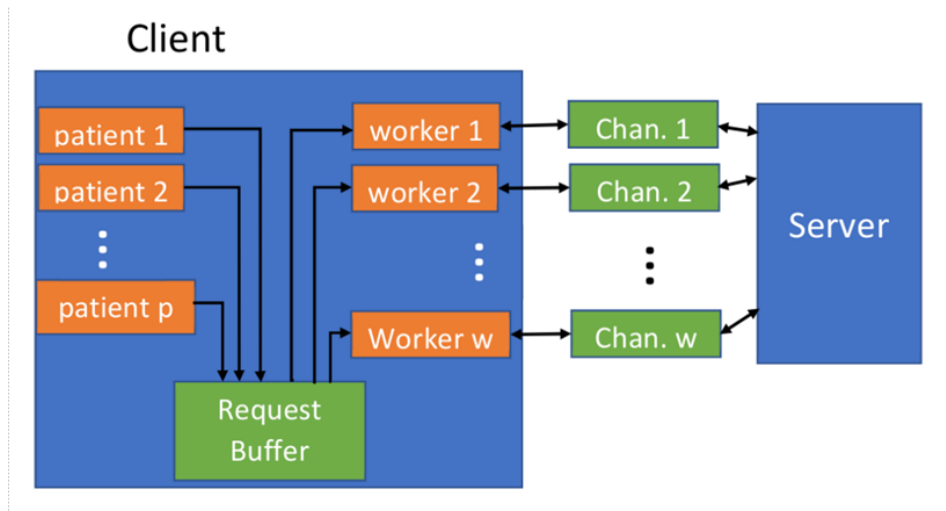 Client
patient 1
patient 2
patient p
Request
Buffer
worker 1
worker 2
Worker w
Chan. 1
Chan. 2
Chan. w
Server